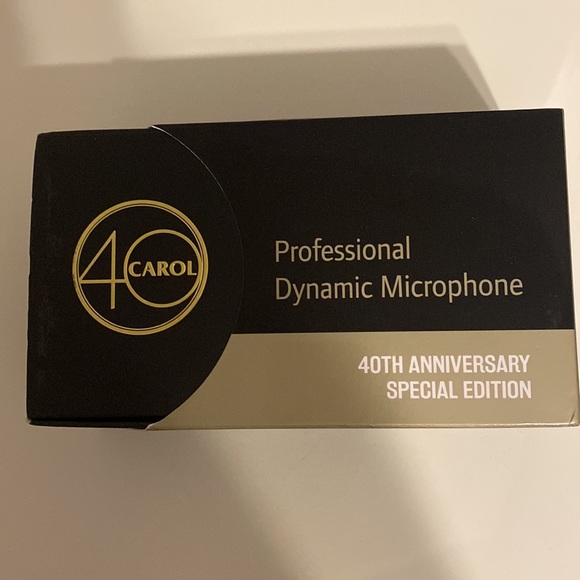 40
CAROL
Professional
Dynamic Microphone
40TH ANNIVERSARY
SPECIAL EDITION